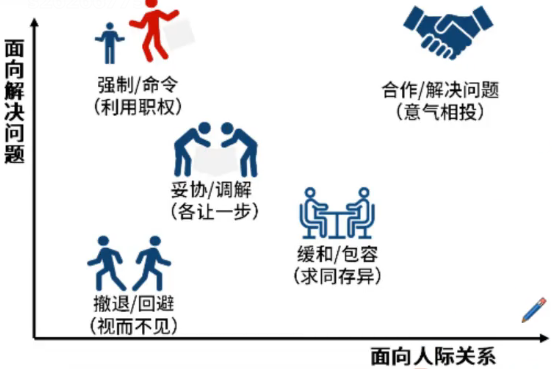 面向解决问题
强制/命令
（利用职权）
合作/解决问题
（意气相投）
妥协/调解
（各让一步）
缓和/包容
（求同存异）
撤退/回避
（视而不见）
面向人际关系